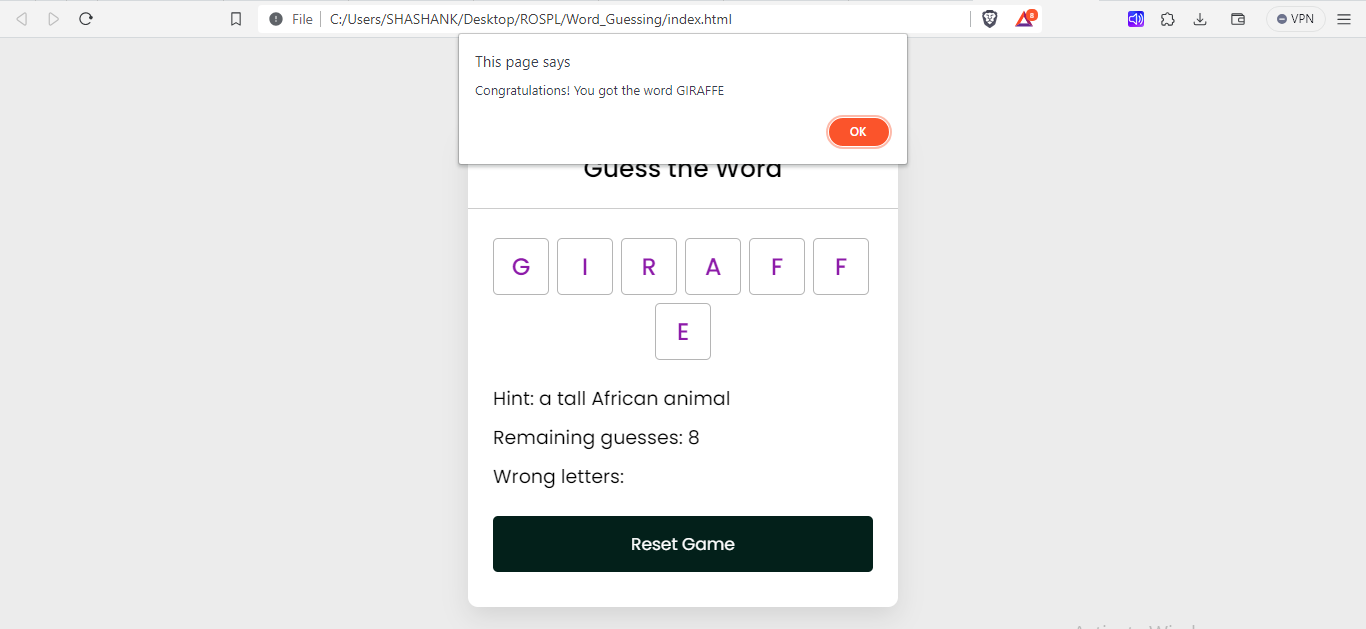 File C:/Users/SHASHANK/Desktop/ROSPL/Word_Guessing/index.html 8 VPN
This page says
Congratulations! You got the word GIRAFFE
OK
Guess the Word
G I R A F F
E
Hint: a tall African animal
Remaining guesses: 8
Wrong letters:
Reset Game